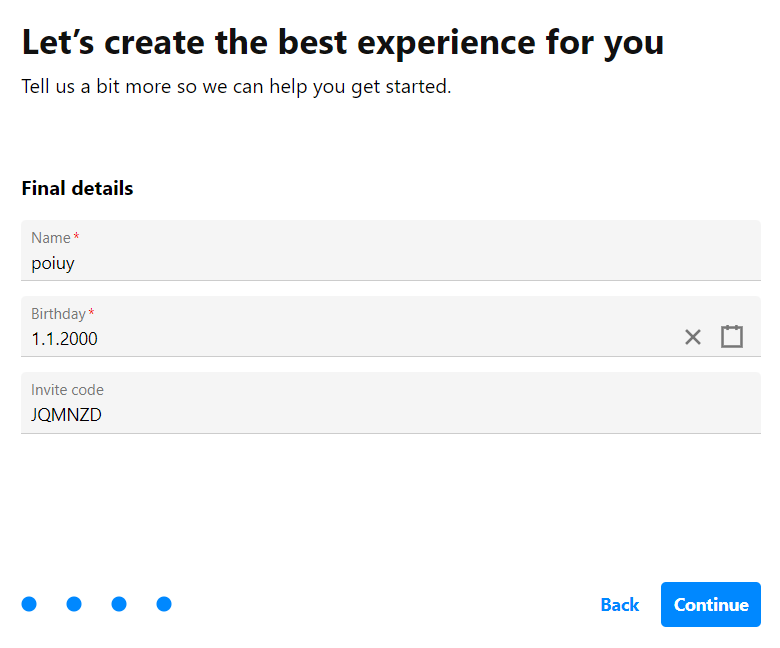 Let’s create the best experience for you
Tell us a bit more so we can help you get started.
Final details
Name*
poiuy
Birthday*
1.1.2000
Invite code
JQMNZD
Back Continue